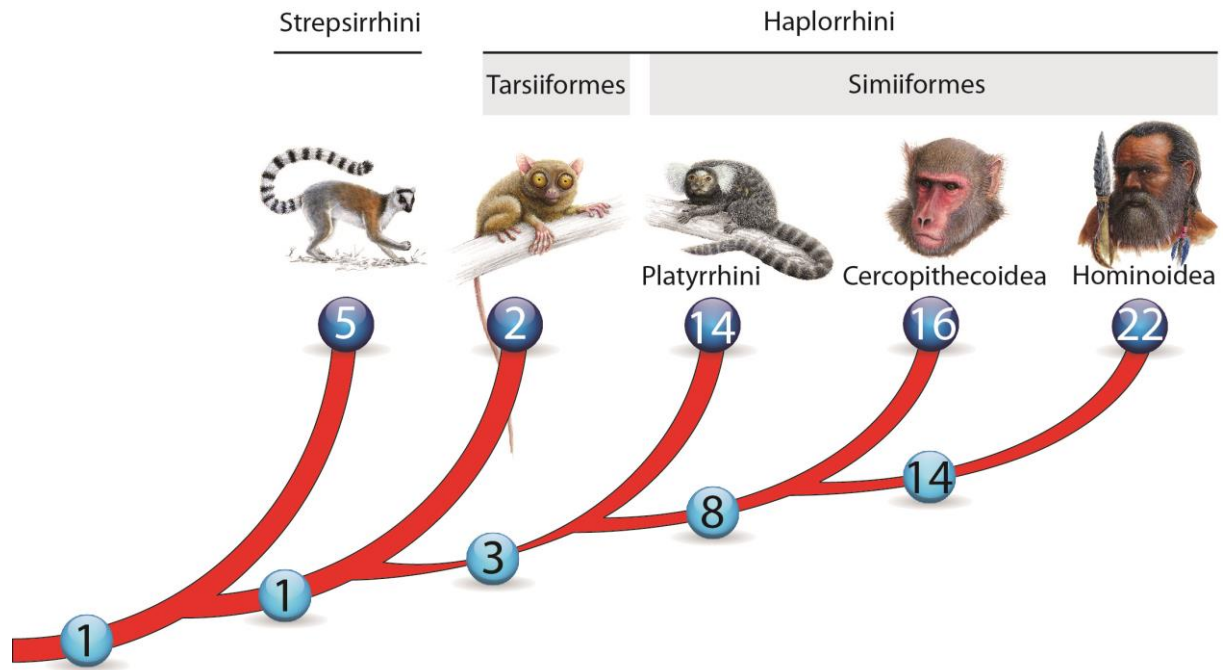 Strepsirrhini
Haplorrhini
Tarsiiformes
Simiiformes
Platyrrhini
Cercopithecoidea
Hominoidea
5
2
14
16
22
14
8
3
1
1